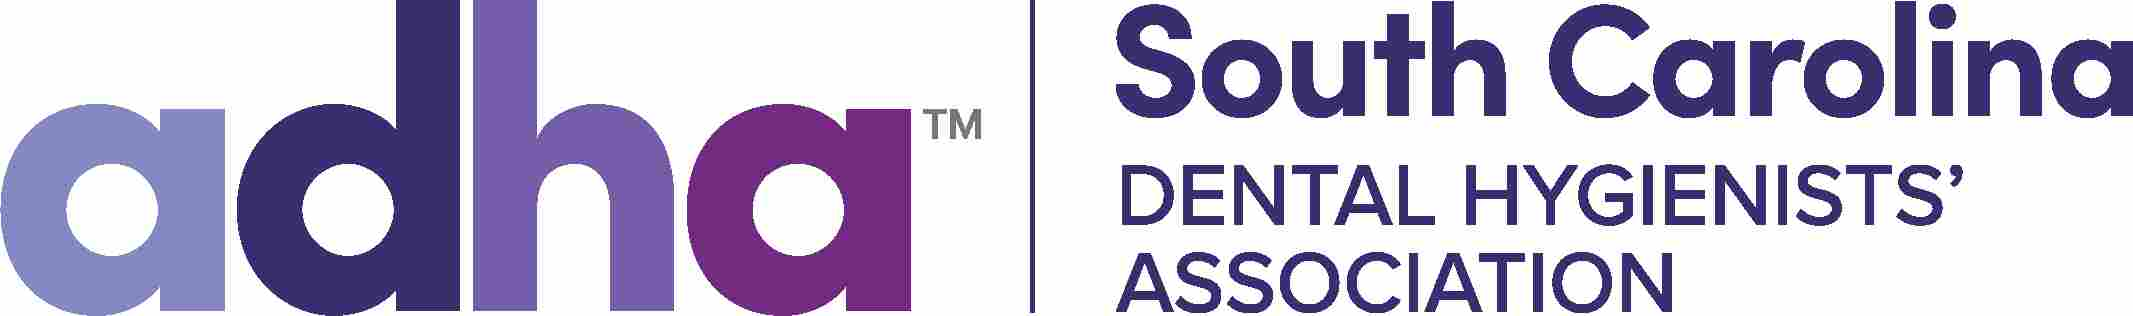 adha™
South Carolina
DENTAL HYGIENISTS’
ASSOCIATION